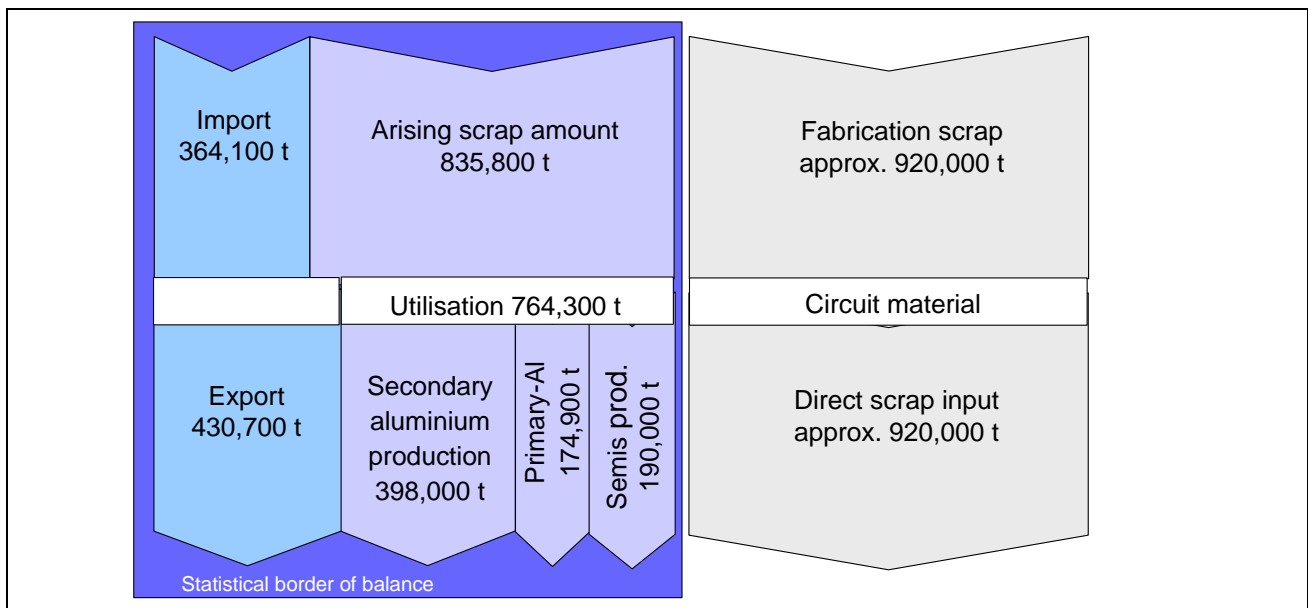 Import
364,100 t
Arising scrap amount
835,800 t
Fabrication scrap
approx. 920,000 t
Utilisation 764,300 t
Circuit material
Export
430,700 t
Secondary
aluminium
production
398,000 t
Primary-Al
174,900 t
Semis prod.
190,000 t
Direct scrap input
approx. 920,000 t
Statistical border of balance